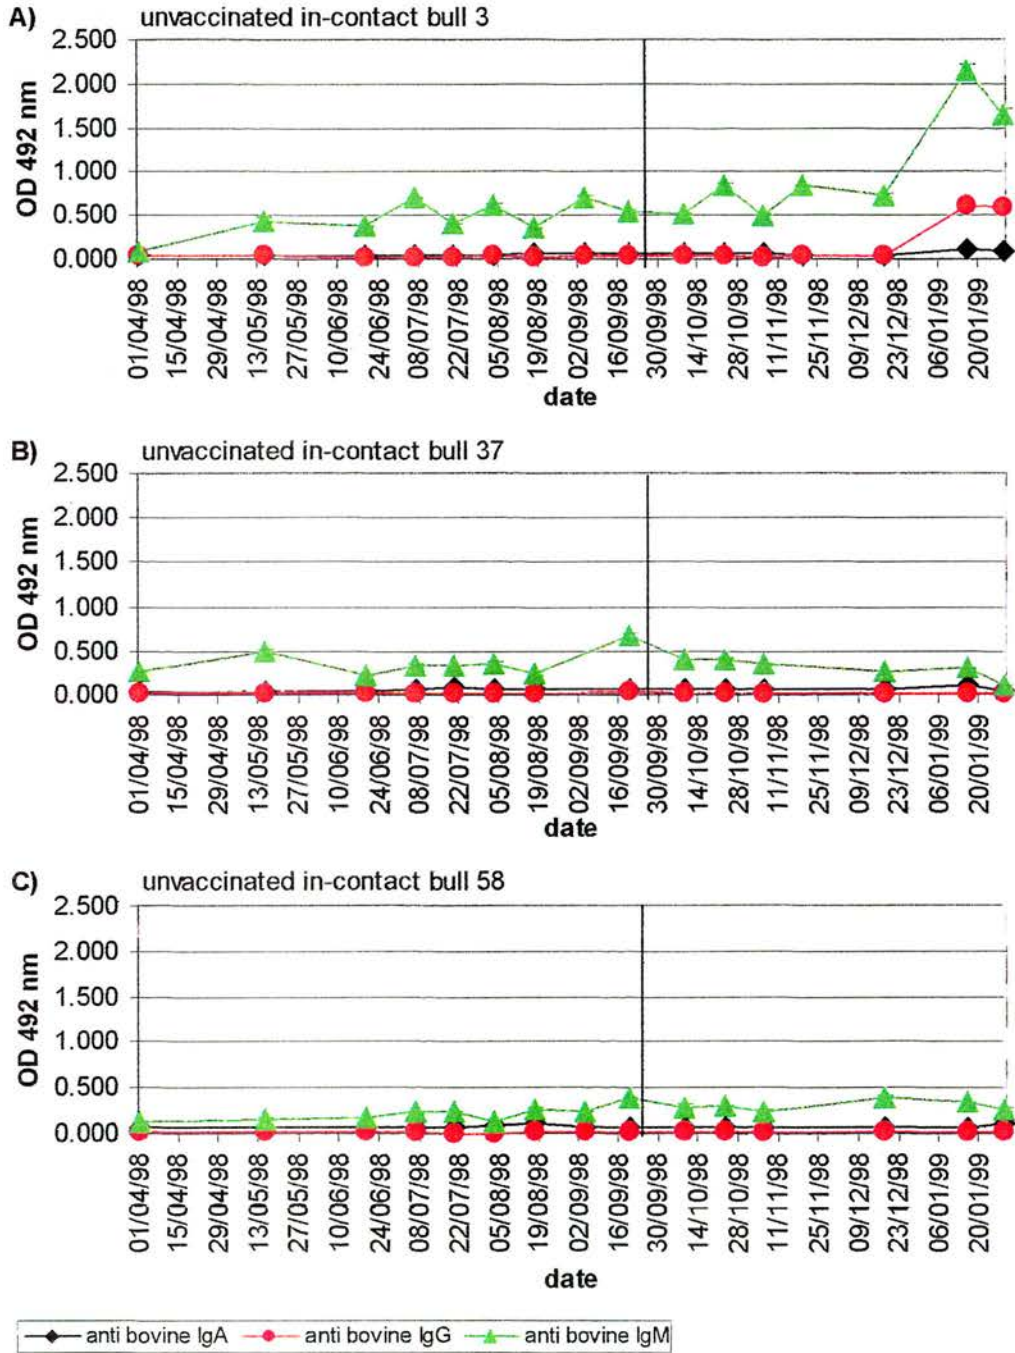 A) unvaccinated in-contact bull 3
2.500
2.000
1.500
1.000
0.500
0.000
OD 492 nm
01/04/98 15/04/98 29/04/98 13/05/98 27/05/98 10/06/98 24/06/98 08/07/98 22/07/98 05/08/98 19/08/98 02/09/98 16/09/98 30/09/98 14/10/98 28/10/98 11/11/98 25/11/98 09/12/98 23/12/98 06/01/99 20/01/99
date
B) unvaccinated in-contact bull 37
2.500
2.000
1.500
1.000
0.500
0.000
OD 492 nm
01/04/98 15/04/98 29/04/98 13/05/98 27/05/98 10/06/98 24/06/98 08/07/98 22/07/98 05/08/98 19/08/98 02/09/98 16/09/98 30/09/98 14/10/98 28/10/98 11/11/98 25/11/98 09/12/98 23/12/98 06/01/99 20/01/99
date
C) unvaccinated in-contact bull 58
2.500
2.000
1.500
1.000
0.500
0.000
OD 492 nm
01/04/98 15/04/98 29/04/98 13/05/98 27/05/98 10/06/98 24/06/98 08/07/98 22/07/98 05/08/98 19/08/98 02/09/98 16/09/98 30/09/98 14/10/98 28/10/98 11/11/98 25/11/98 09/12/98 23/12/98 06/01/99 20/01/99
date
anti bovine IgA anti bovine IgG anti bovine IgM